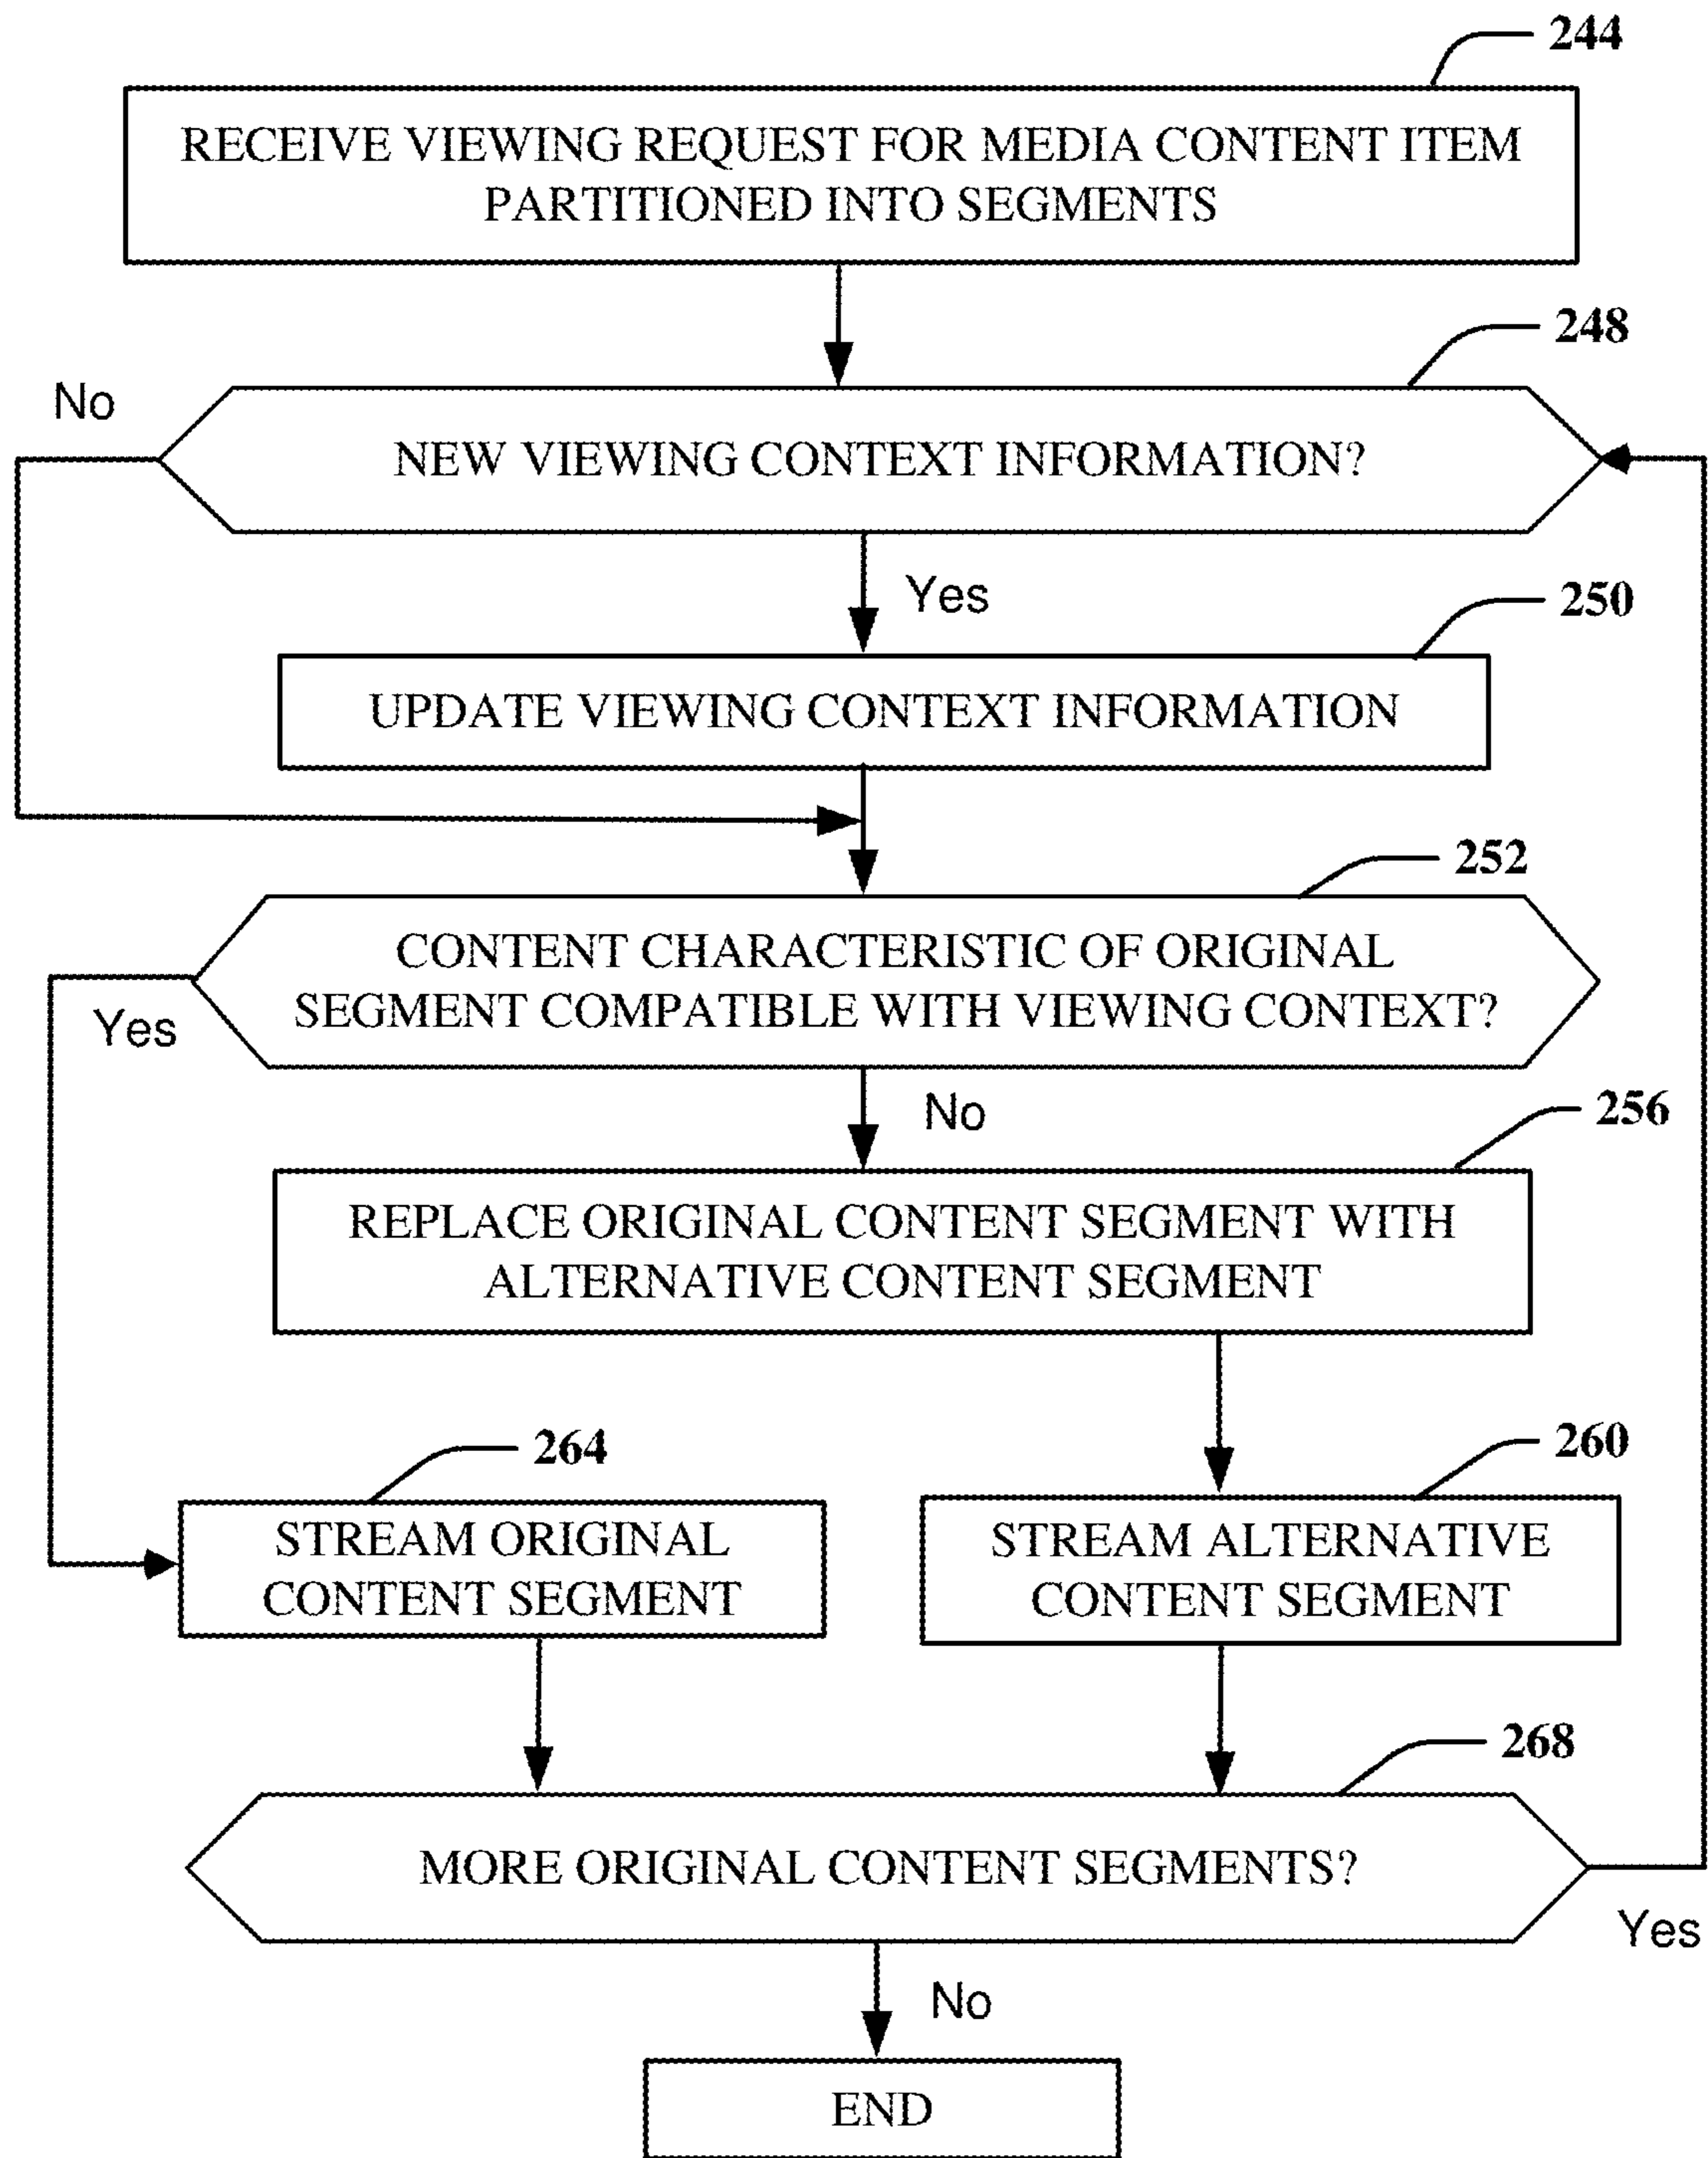 244
RECEIVE VIEWING REQUEST FOR MEDIA CONTENT ITEM
PARTITIONED INTO SEGMENTS
248
No
NEW VIEWING CONTEXT INFORMATION?
Yes
250
UPDATE VIEWING CONTEXT INFORMATION
252
CONTENT CHARACTERISTIC OF ORIGINAL
SEGMENT COMPATIBLE WITH VIEWING CONTEXT?
Yes
No
256
REPLACE ORIGINAL CONTENT SEGMENT WITH
ALTERNATIVE CONTENT SEGMENT
264
STREAM ORIGINAL
CONTENT SEGMENT
260
STREAM ALTERNATIVE
CONTENT SEGMENT
268
MORE ORIGINAL CONTENT SEGMENTS?
Yes
No
END